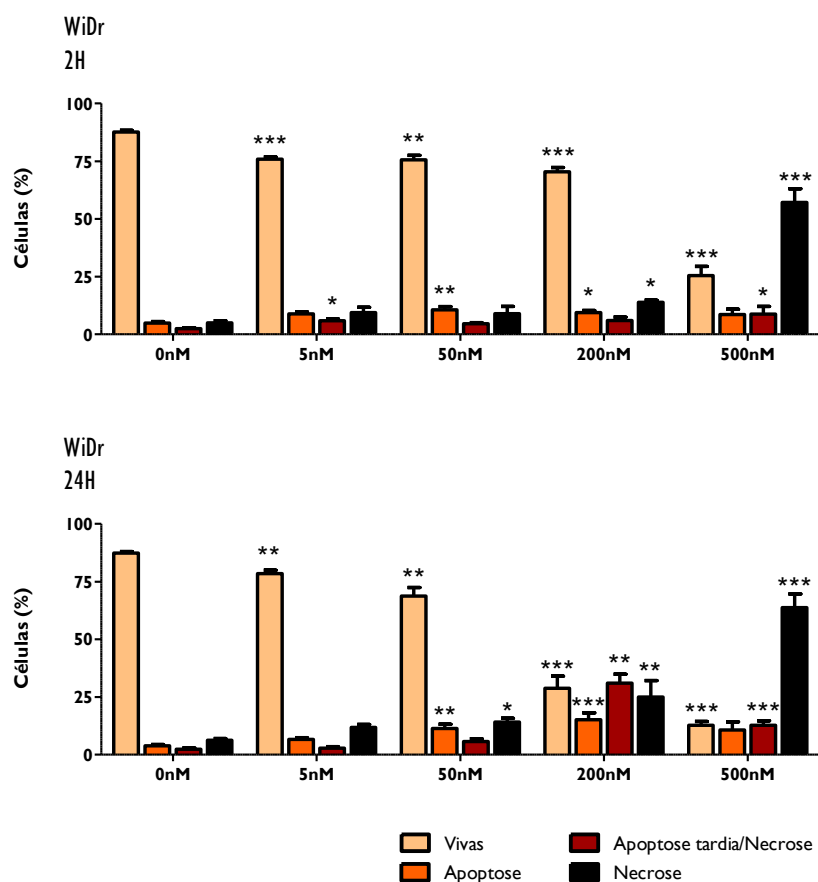 WiDr
2H
Células (%)
100
75
50
25
0
***
**
***
***
***
*
**
*
*
*
0nM
5nM
50nM
200nM
500nM
WiDr
24H
Células (%)
100
75
50
25
0
**
**
***
***
**
**
***
***
***
**
*
0nM
5nM
50nM
200nM
500nM
Vivas
Apoptose tardia/Necrose
Apoptose
Necrose